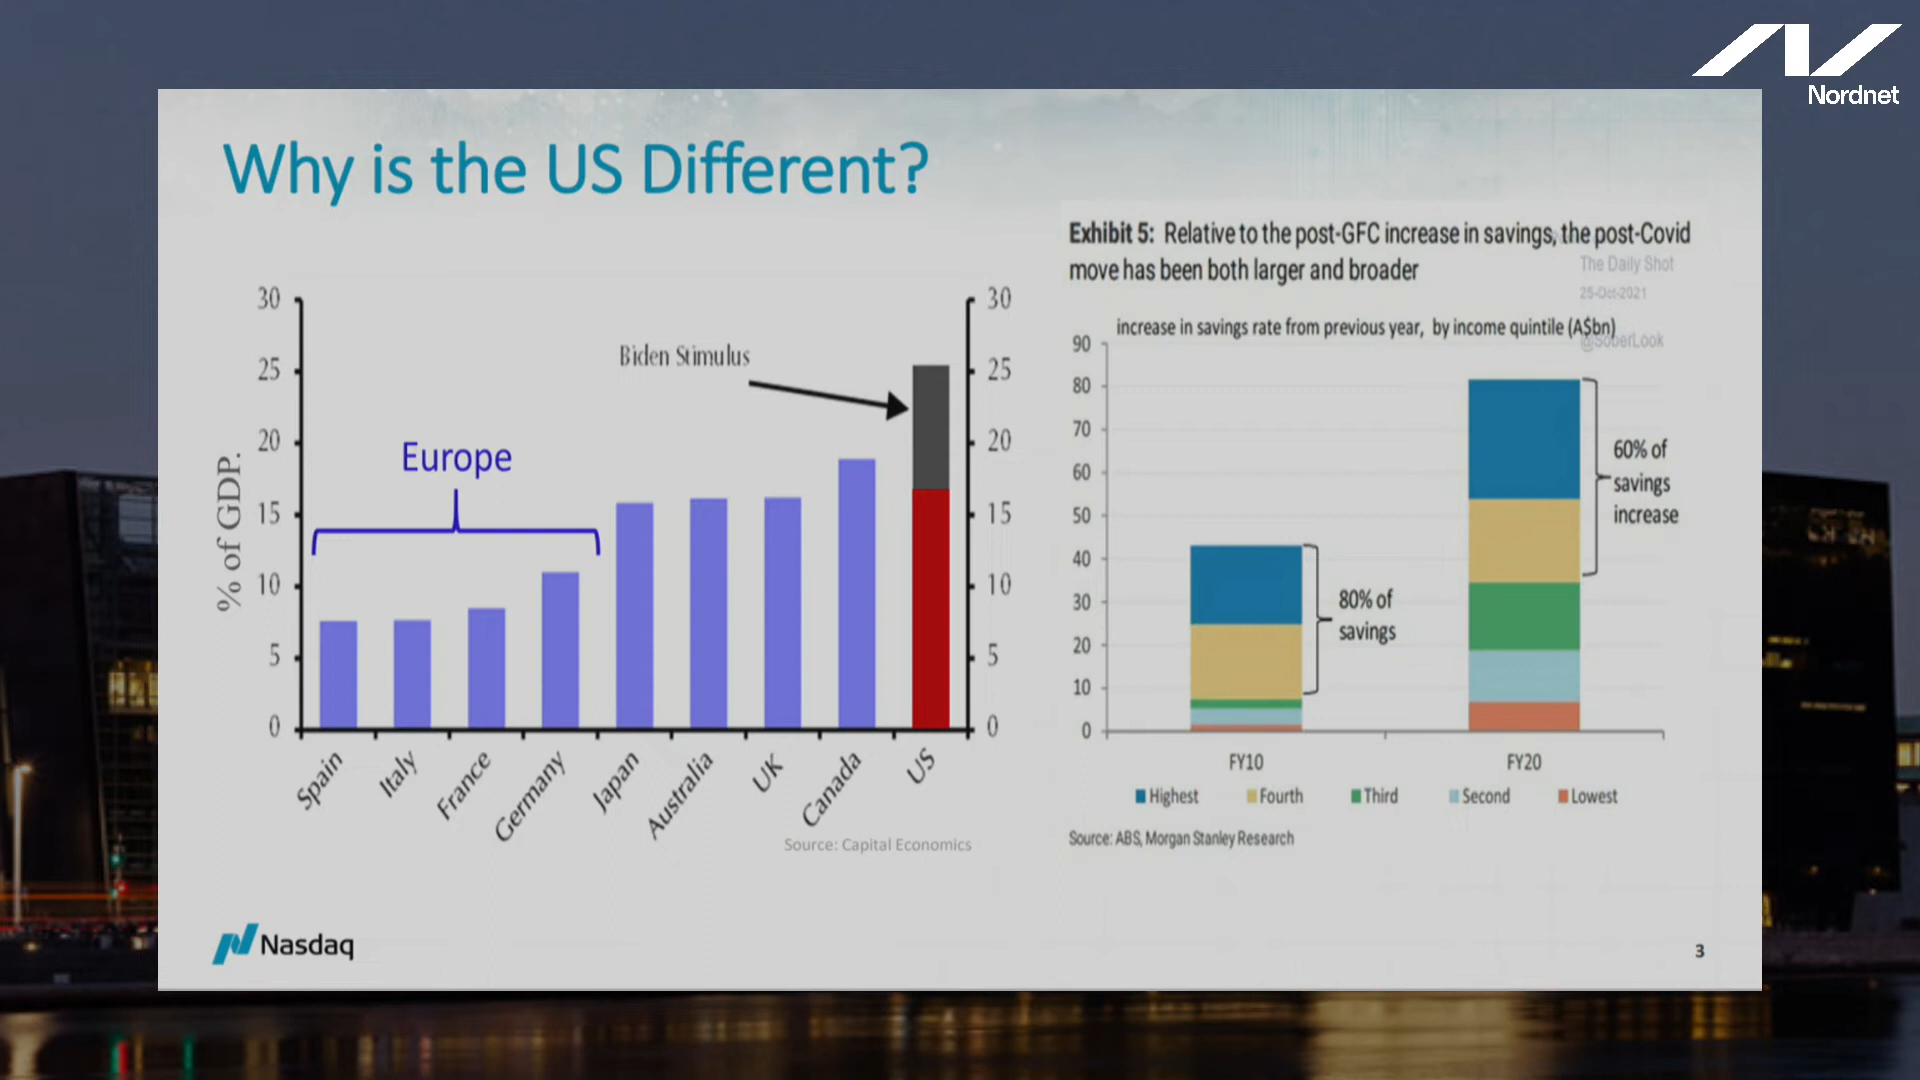 Nordnet
Why is the US Different?
30
25
20
15
10
5
0
% of GDP.
Europe
Biden Stimulus
30
25
20
15
10
5
0
Spain
Italy
France
Germany
Japan
Australia
UK
Canada
US
Source: Capital Economics
Exhibit 5: Relative to the post-GFC increase in savings, the post-Covid
move has been both larger and broader
The Daily Shot
25-Oct-2021
@SoberLook
increase in savings rate from previous year, by income quintile (A$bn)
90
80
70
60
50
40
30
20
10
0
80% of
savings
60% of
savings
increase
FY10
FY20
Highest
Fourth
Third
Second
Lowest
Source: ABS, Morgan Stanley Research
Nasdaq
3